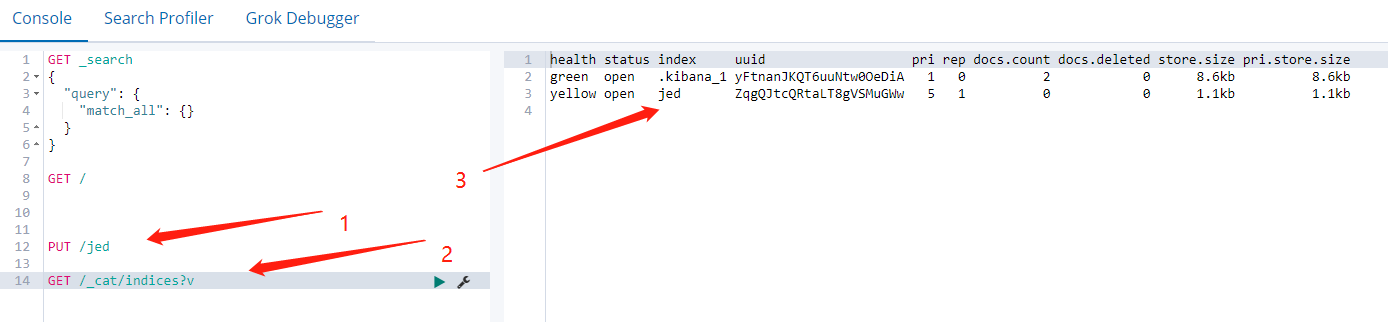 Console Search Profiler Grok Debugger
1 GET _search
2 {
3 "query": {
4 "match_all": {}
5 }
6 }
7
8 GET /
9
10
11
12 PUT /jed
13
14 GET /_cat/indices?v
1
2
3
1 health status index uuid pri rep docs.count docs.deleted store.size pri.store.size
2 green open .kibana_1 yFtnanJKQT6uuNtw0OeDiA 1 0 2 0 8.6kb 8.6kb
3 yellow open jed ZqgQJtcQRtaLT8gVSMuGWw 5 1 0 0 1.1kb 1.1kb
4